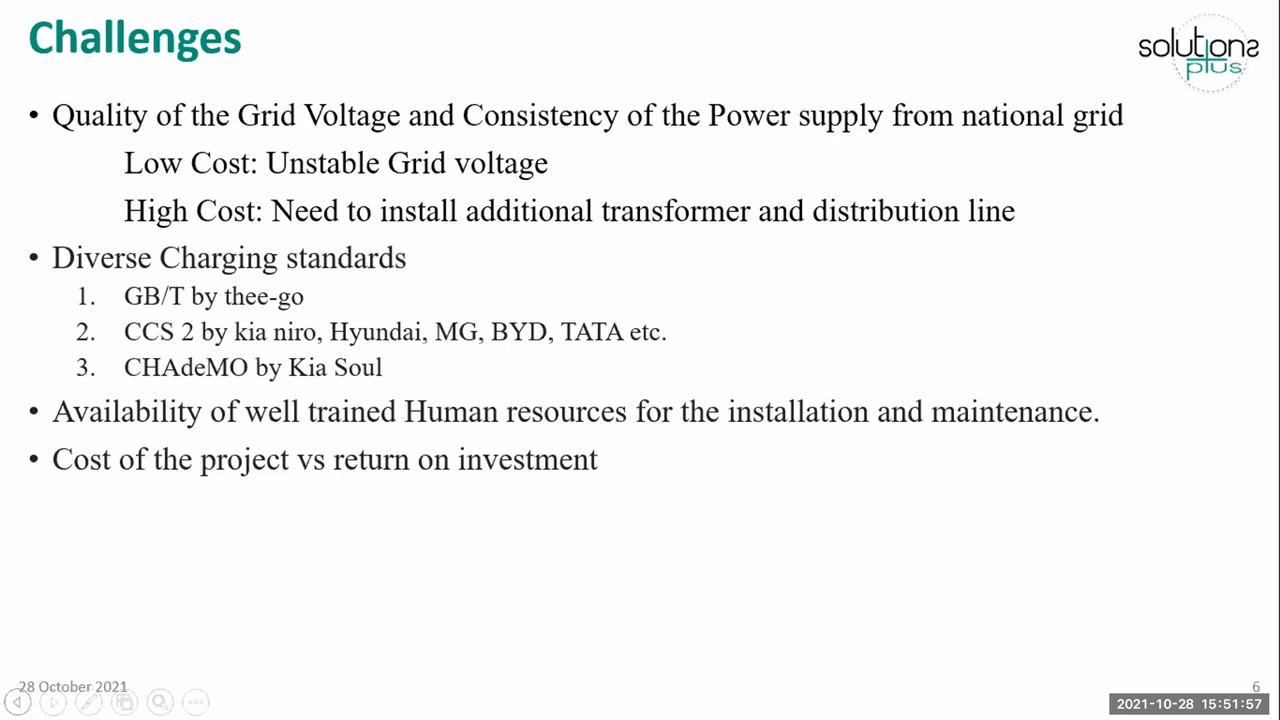 Challenges
solutions
plus
• Quality of the Grid Voltage and Consistency of the Power supply from national grid
Low Cost: Unstable Grid voltage
High Cost: Need to install additional transformer and distribution line
• Diverse Charging standards
1. GB/T by thee-go
2. CCS 2 by kia niro, Hyundai, MG, BYD, TATA etc.
3. CHAdeMO by Kia Soul
• Availability of well trained Human resources for the installation and maintenance.
• Cost of the project vs return on investment
28 October 2021
6
2021-10-28 15:51:57